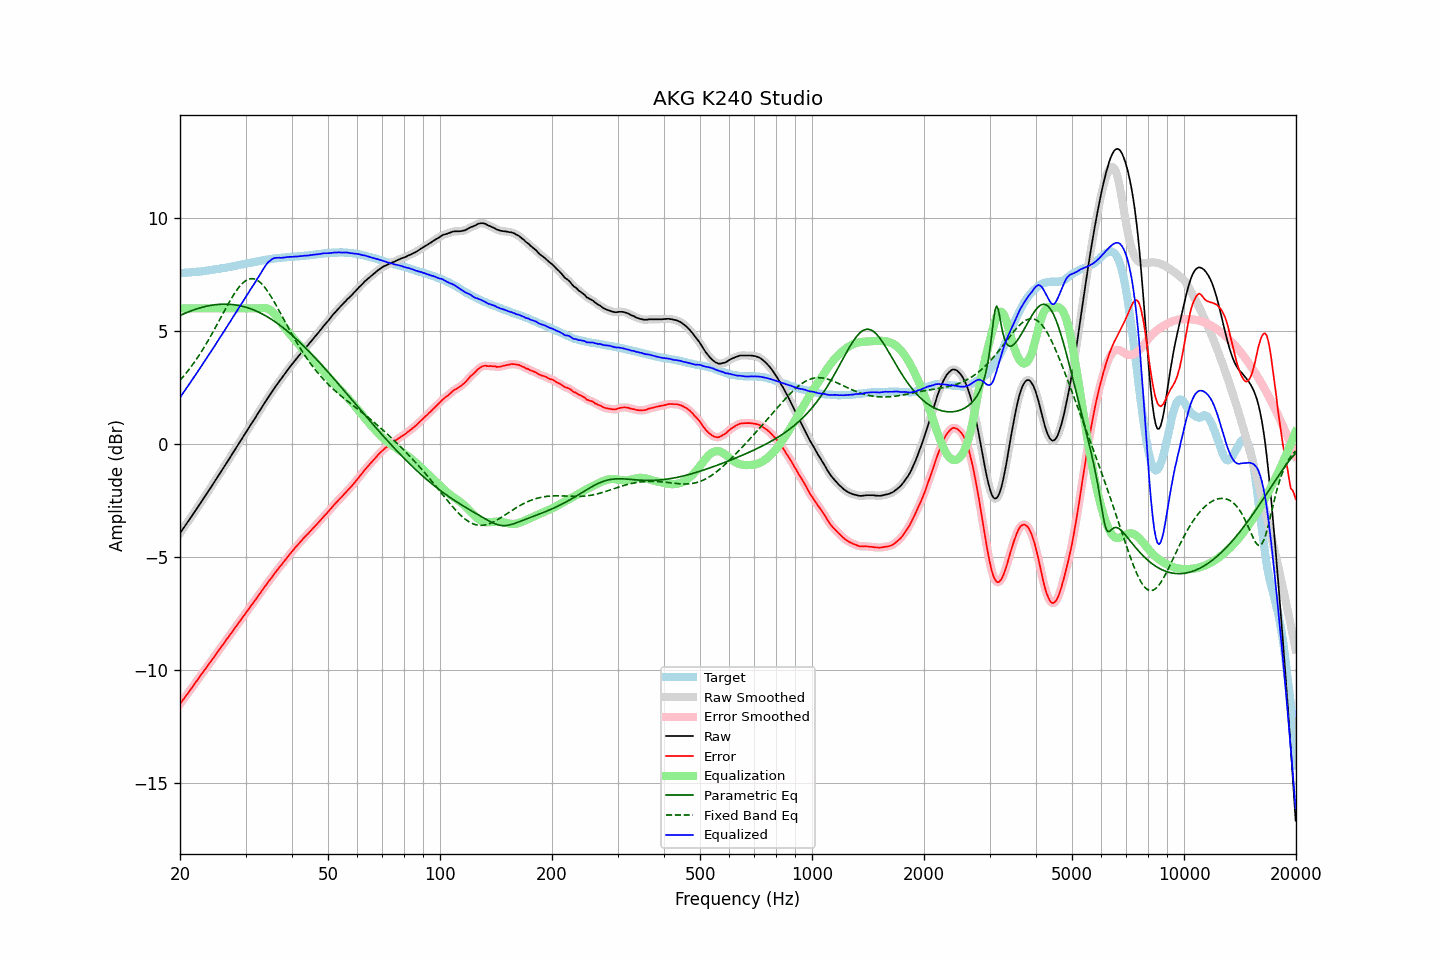 AKG K240 Studio
Amplitude (dBr)
10
5
0
−5
−10
−15
20
50
100
200
500
1000
2000
5000
10000
20000
Frequency (Hz)
Target
Raw Smoothed
Error Smoothed
Raw
Error
Equalization
Parametric Eq
Fixed Band Eq
Equalized